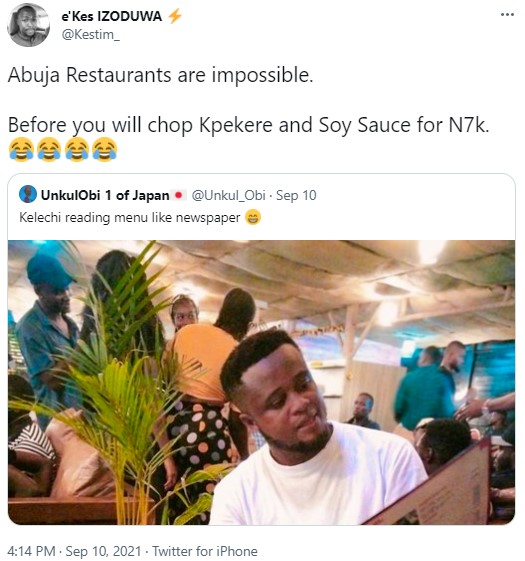 e'Kes IZODUWA ⚡
@Kestim_
Abuja Restaurants are impossible.
Before you will chop Kpekere and Soy Sauce for N7k.
😂😂😂😂
UnkulObi 1 of Japan🇯🇵 @Unkul_Obi · Sep 10
Kelechi reading menu like newspaper 😁
4:14 PM · Sep 10, 2021 · Twitter for iPhone